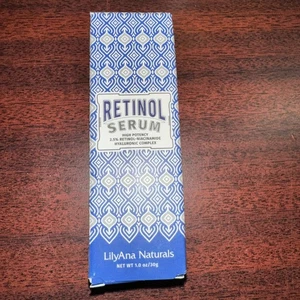 RETINOL
SERUM
HIGH POTENCY
2.5% RETINOL+NIACINAMIDE
HYALURONIC COMPLEX
LilyAna Naturals
NET WT 1.0 oz/30g